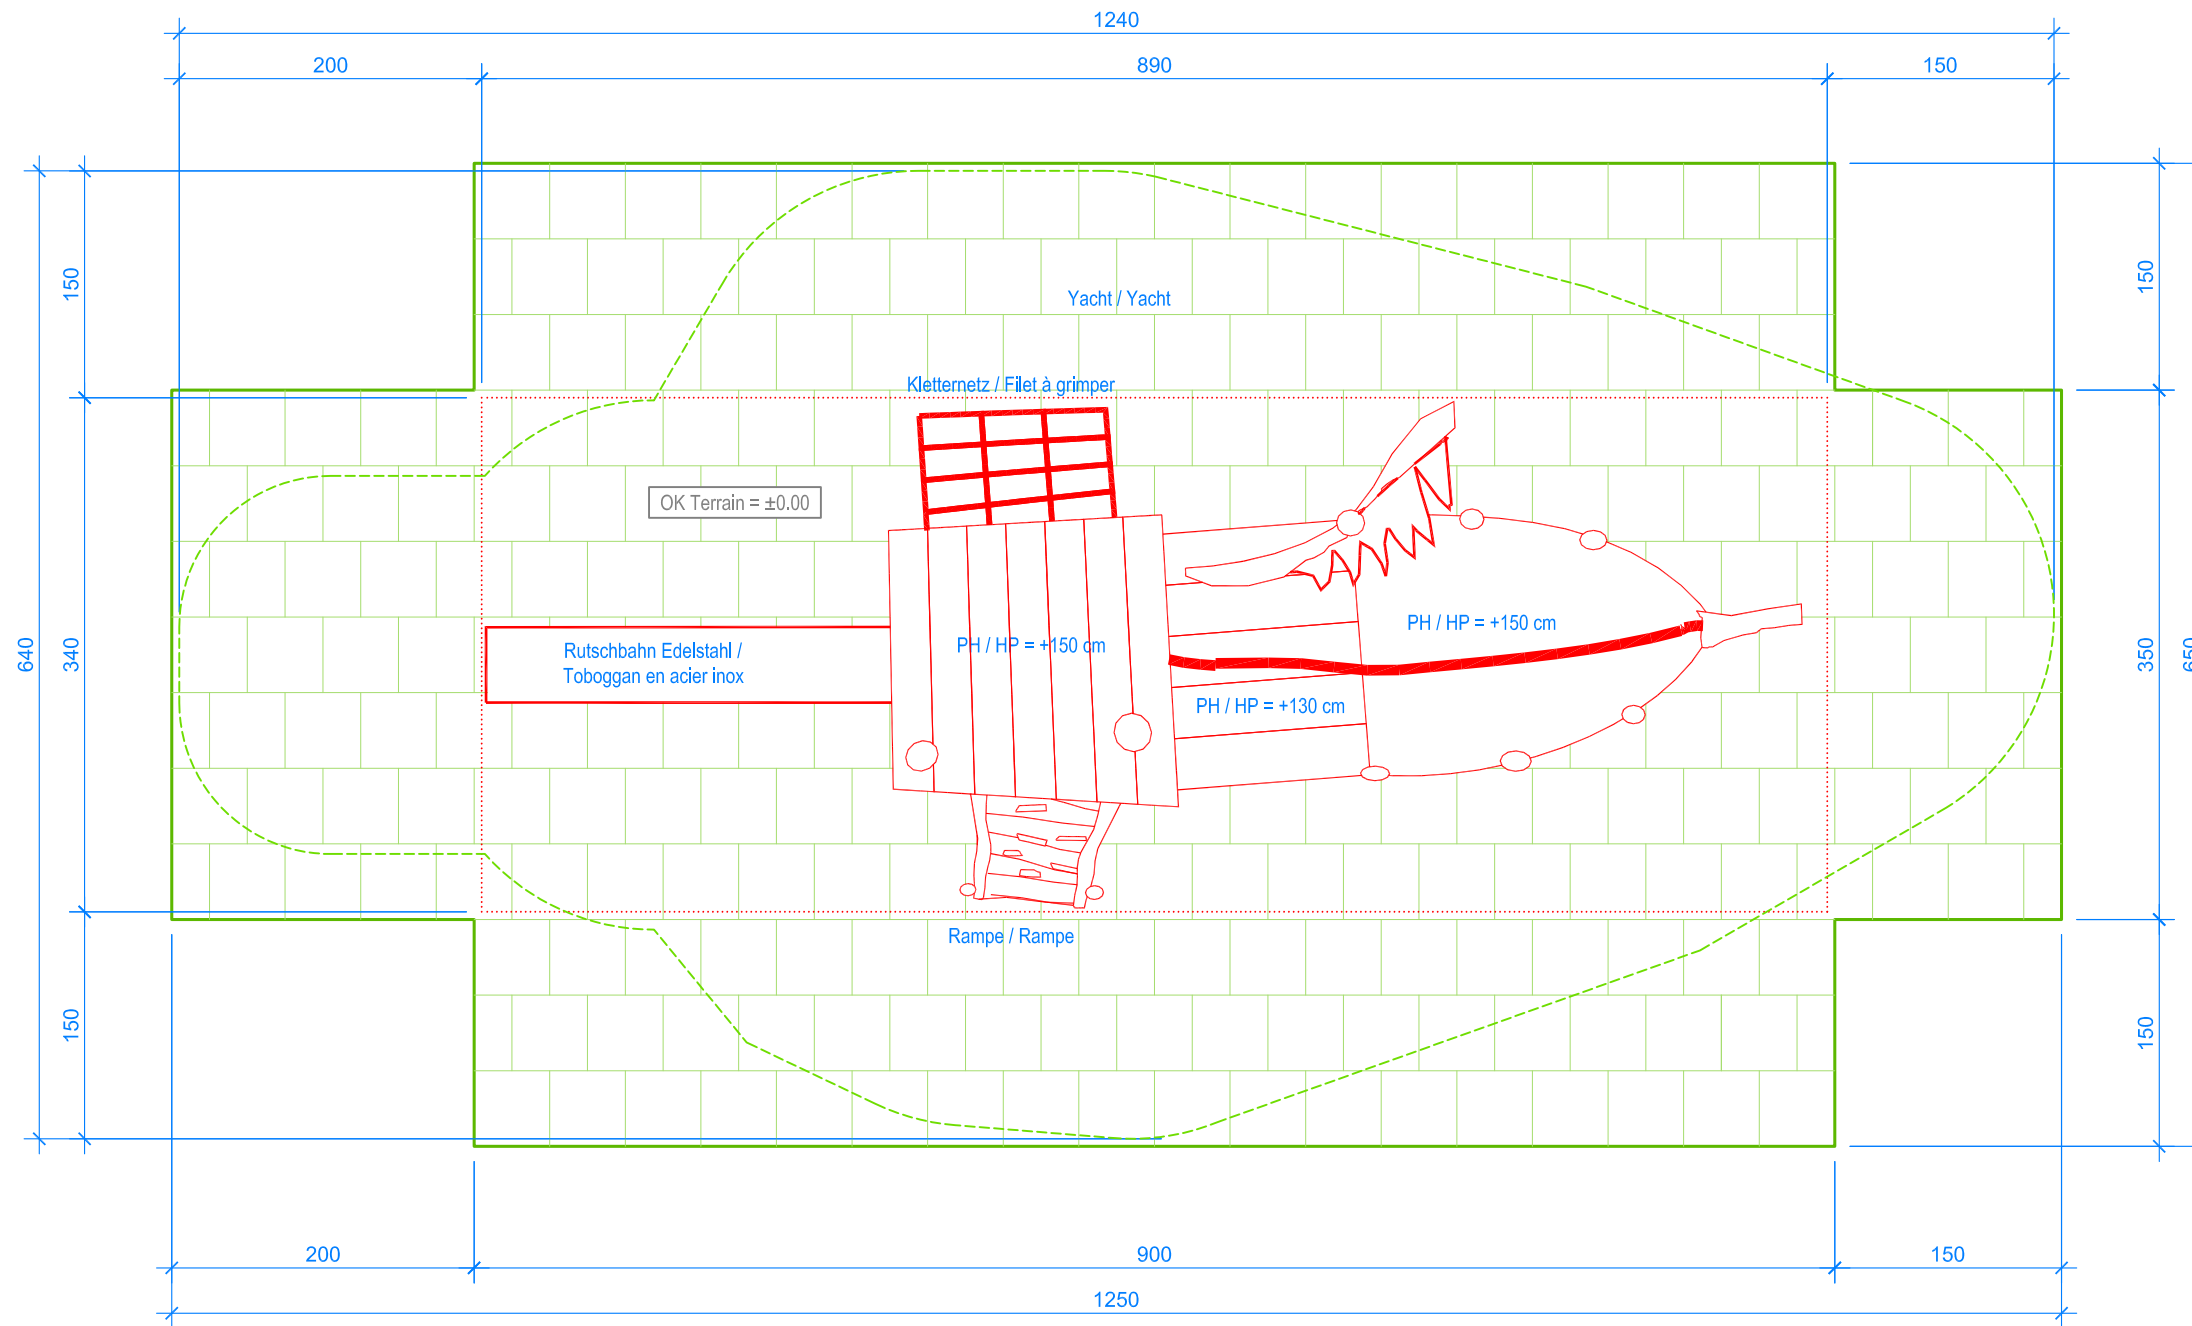 1240
200
890
150
150
150
Yacht / Yacht
Kletternetz / Filet à grimper
OK Terrain = ±0.00
640
340
Rutschbahn Edelstahl /
Toboggan en acier inox
PH / HP = +150 cm
PH / HP = +150 cm
PH / HP = +130 cm
350
650
Rampe / Rampe
150
150
200
900
150
1250